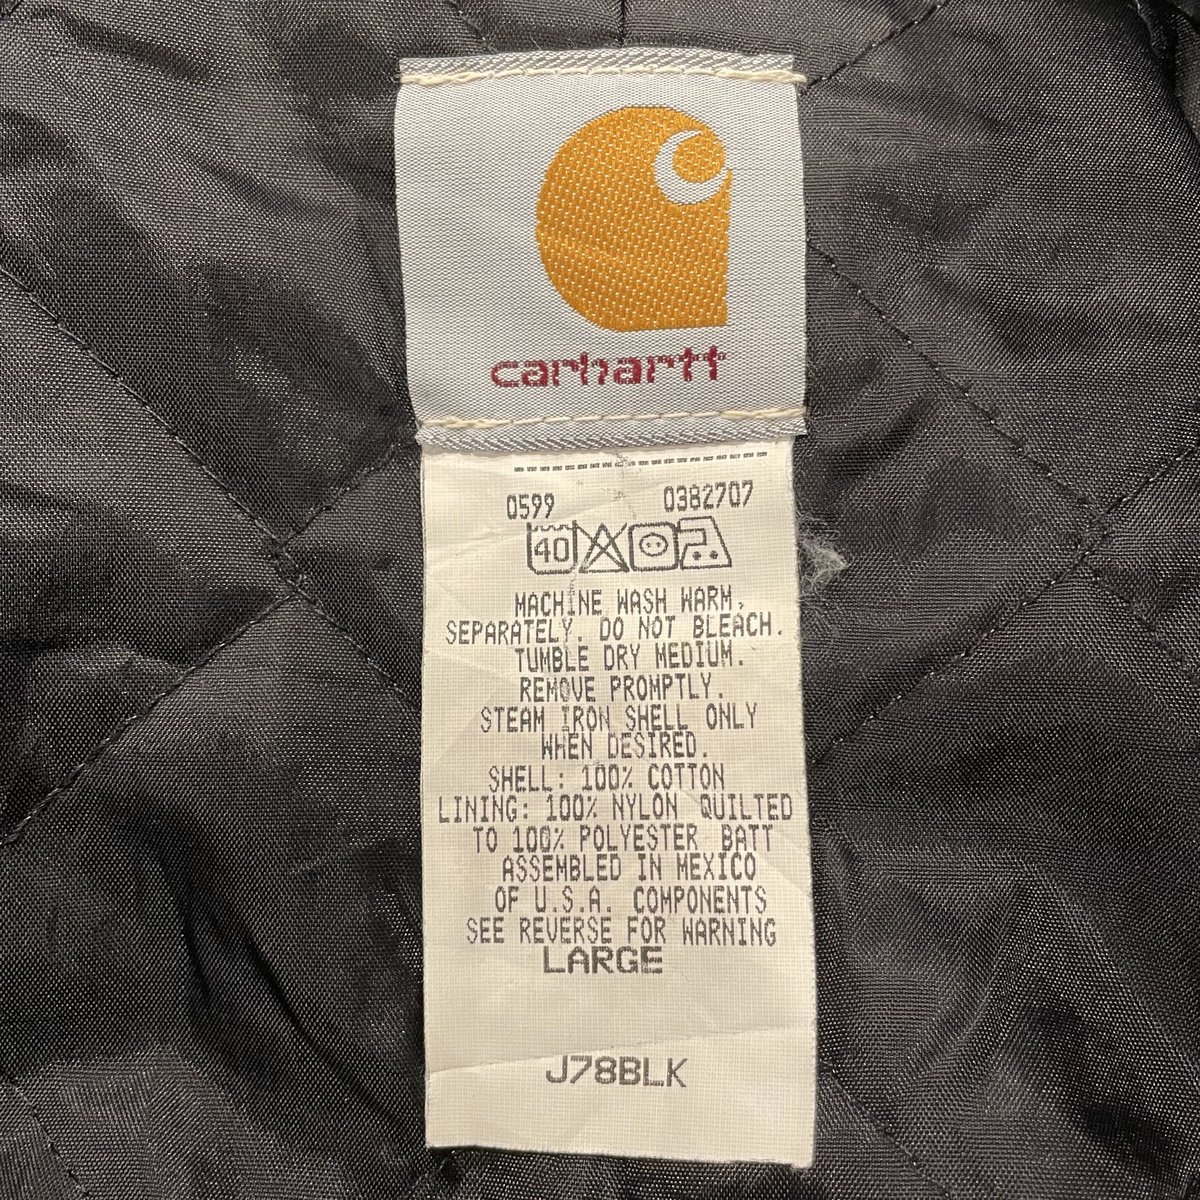 carhartt
0599 0382707
40
MACHINE WASH WARM,
SEPARATELY. DO NOT BLEACH.
TUMBLE DRY MEDIUM.
REMOVE PROMPTLY.
STEAM IRON SHELL ONLY
WHEN DESIRED.
SHELL: 100% COTTON
LINING: 100% NYLON QUILTED
TO 100% POLYESTER BATT
ASSEMBLED IN MEXICO
OF U.S.A. COMPONENTS
SEE REVERSE FOR WARNING
LARGE
J78BLK